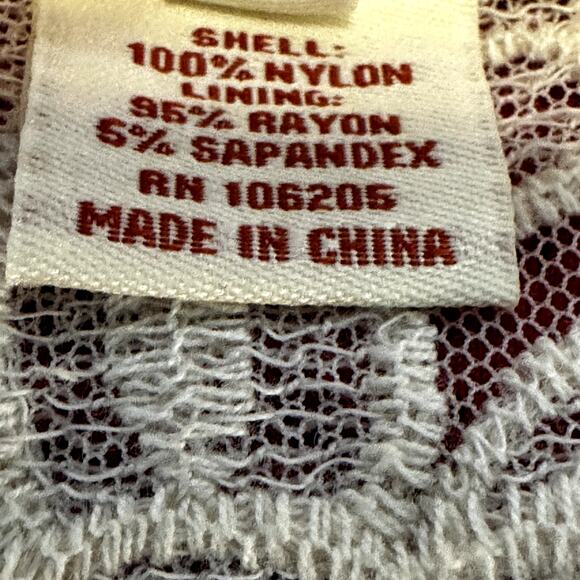 SHELL:
100% NYLON
LINING:
95% RAYON
5% SAPANDEX
RN 106205
MADE IN CHINA